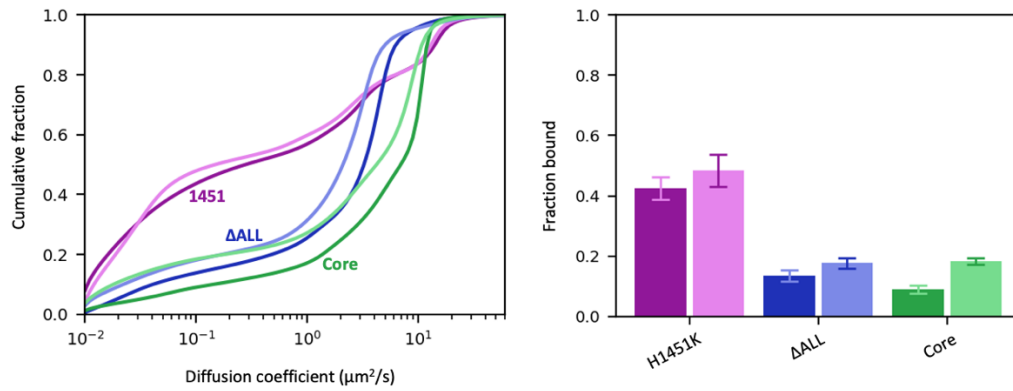 1.0
0.8
0.6
0.4
0.2
0.0
Cumulative fraction
1451
ΔALL
Core
10⁻² 10⁻¹ 10⁰ 10¹
Diffusion coefficient (μm²/s)
1.0
0.8
0.6
0.4
0.2
0.0
Fraction bound
H1451K
ΔALL
Core